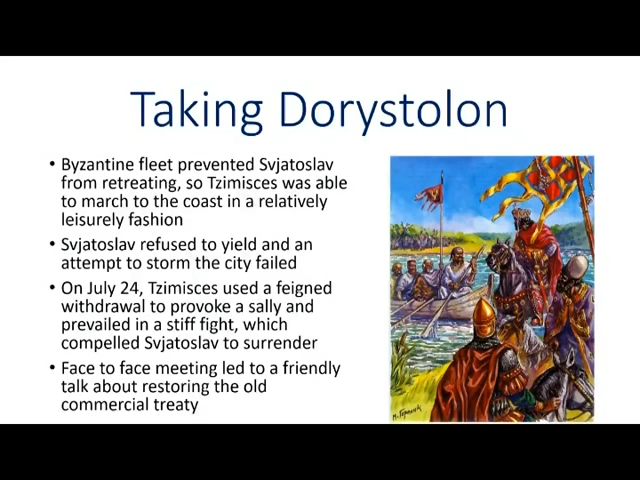 Taking Dorystolon
• Byzantine fleet prevented Svjatoslav
from retreating, so Tzimisces was able
to march to the coast in a relatively
leisurely fashion
• Svjatoslav refused to yield and an
attempt to storm the city failed
• On July 24, Tzimisces used a feigned
withdrawal to provoke a sally and
prevailed in a stiff fight, which
compelled Svjatoslav to surrender
• Face to face meeting led to a friendly
talk about restoring the old
commercial treaty